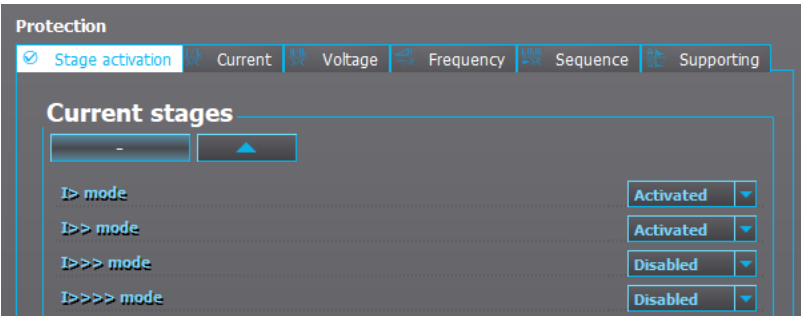 Protection
Stage activation Current Voltage Frequency Sequence Supporting
Current stages
-
I> mode Activated
I>> mode Activated
I>>> mode Disabled
I>>>> mode Disabled